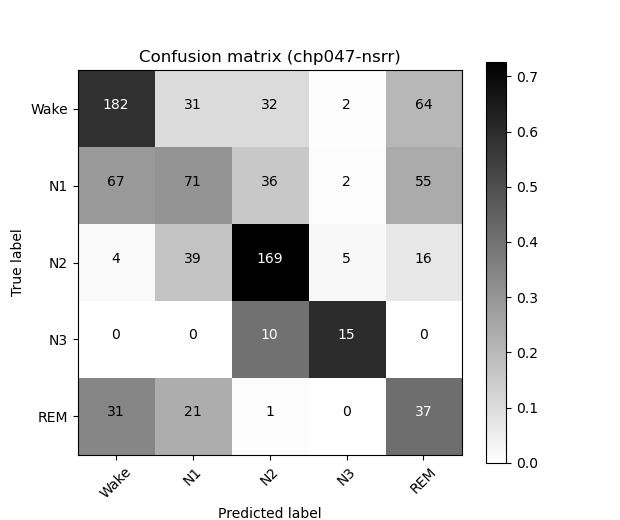 Confusion matrix (chp047-nsrr)
Wake 182 31 32 2 64
N1 67 71 36 2 55
N2 4 39 169 5 16
N3 0 0 10 15 0
REM 31 21 1 0 37
Wake N1 N2 N3 REM
True label
Predicted label
0.7
0.6
0.5
0.4
0.3
0.2
0.1
0.0